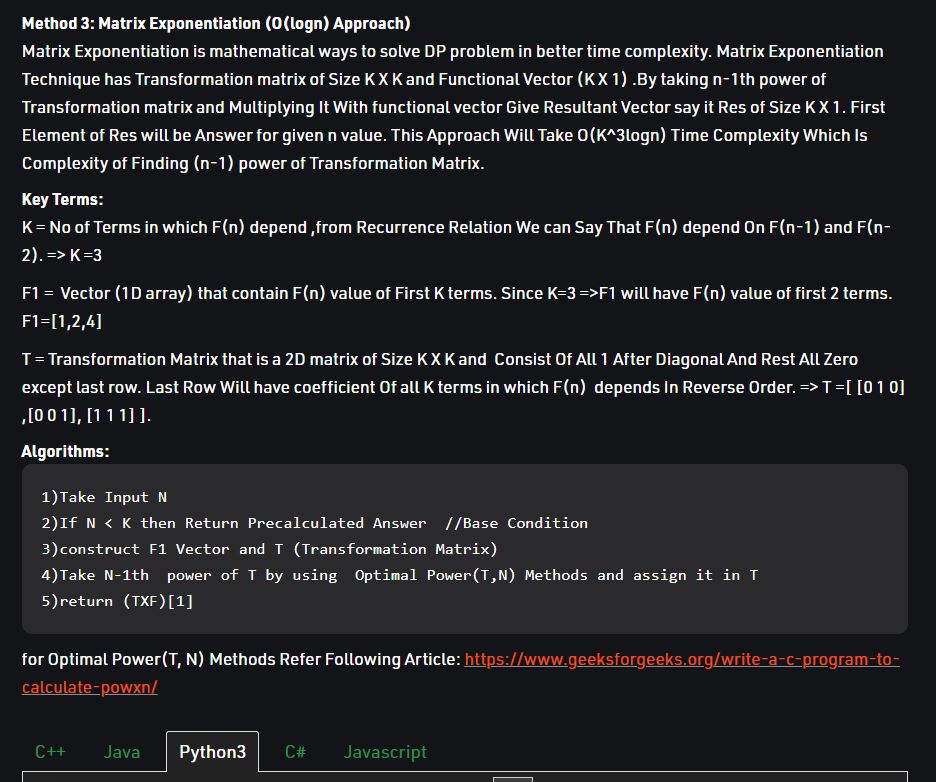 Method 3: Matrix Exponentiation (O(logn) Approach)
Matrix Exponentiation is mathematical ways to solve DP problem in better time complexity. Matrix Exponentiation
Technique has Transformation matrix of Size K X K and Functional Vector (K X 1) .By taking n-1th power of
Transformation matrix and Multiplying It With functional vector Give Resultant Vector say it Res of Size K X 1. First
Element of Res will be Answer for given n value. This Approach Will Take O(K^3logn) Time Complexity Which Is
Complexity of Finding (n-1) power of Transformation Matrix.
Key Terms:
K = No of Terms in which F(n) depend ,from Recurrence Relation We can Say That F(n) depend On F(n-1) and F(n-
2). => K =3
F1 = Vector (1D array) that contain F(n) value of First K terms. Since K=3 =>F1 will have F(n) value of first 2 terms.
F1=[1,2,4]
T = Transformation Matrix that is a 2D matrix of Size K X K and Consist Of All 1 After Diagonal And Rest All Zero
except last row. Last Row Will have coefficient Of all K terms in which F(n) depends In Reverse Order. => T =[ [0 1 0]
,[0 0 1], [1 1 1] ].
Algorithms:
1)Take Input N
2)If N < K then Return Precalculated Answer //Base Condition
3)construct F1 Vector and T (Transformation Matrix)
4)Take N-1th power of T by using Optimal Power(T,N) Methods and assign it in T
5)return (TXF)[1]
for Optimal Power(T, N) Methods Refer Following Article: https://www.geeksforgeeks.org/write-a-c-program-to-
calculate-powxn/
C++ Java Python3 C# Javascript